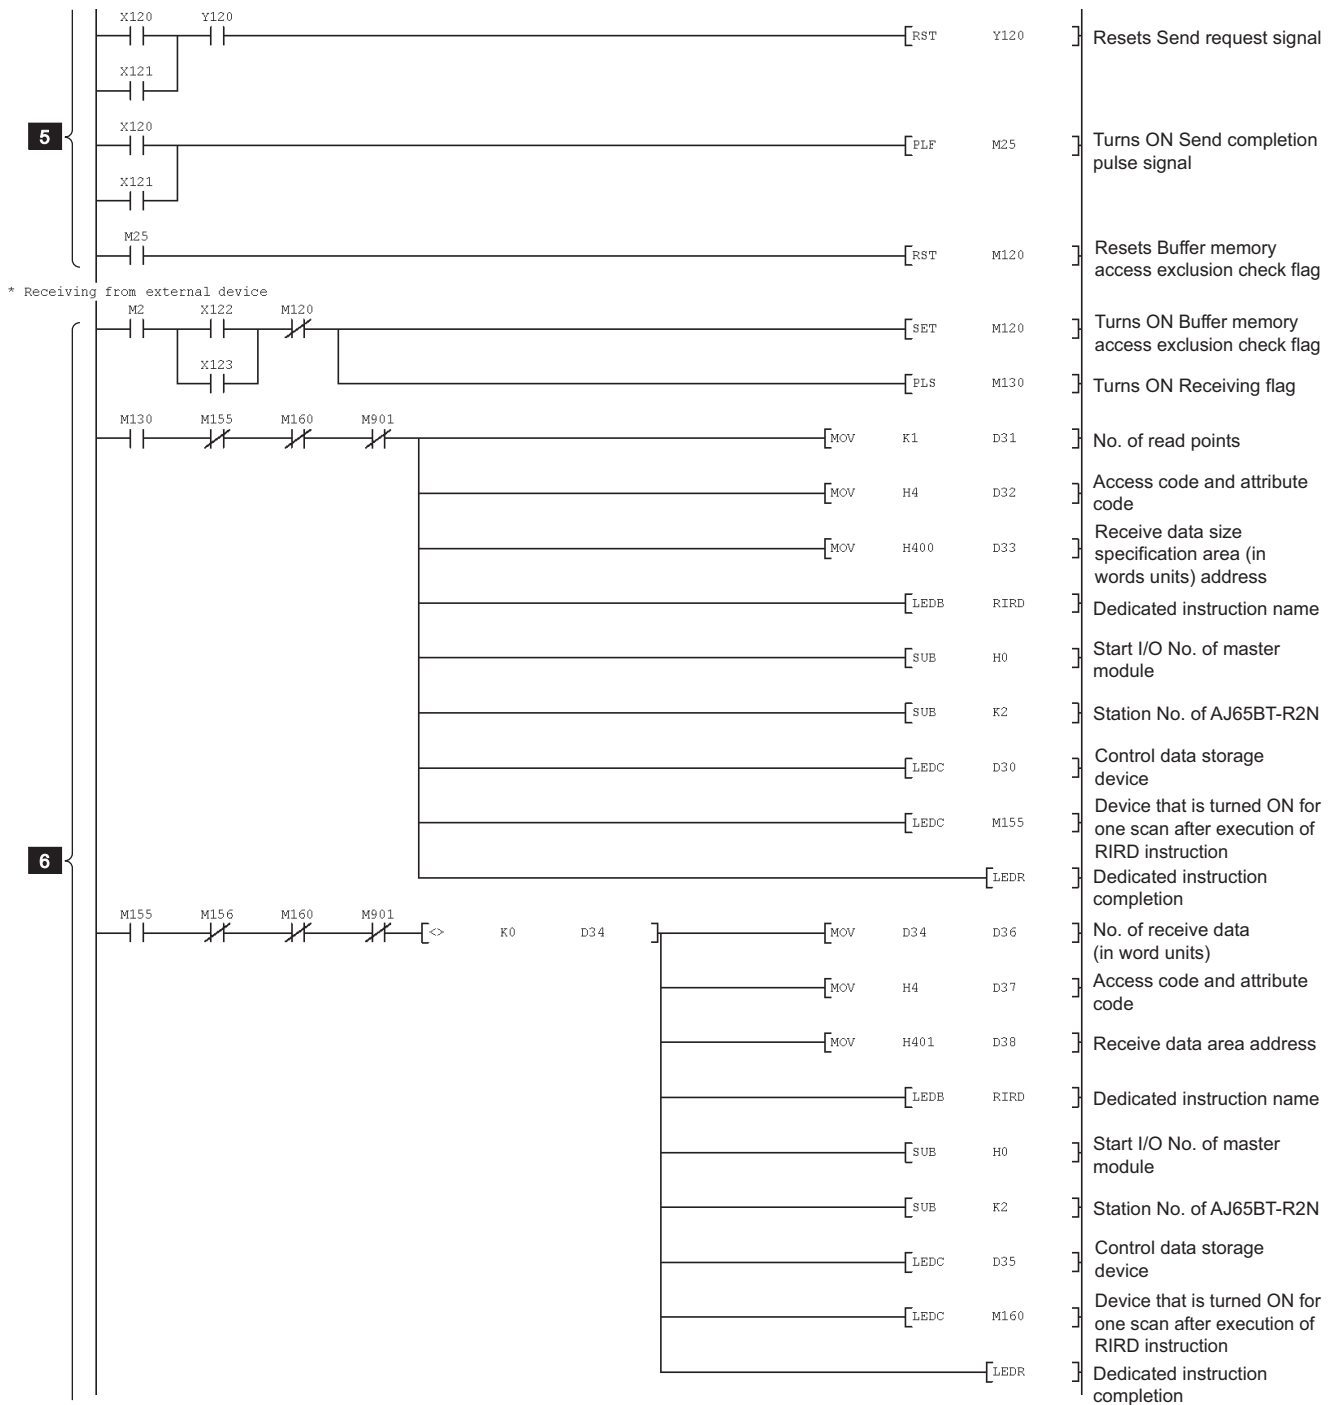 X120 Y120
RST Y120 Resets Send request signal
X121
5
X120
PLF M25 Turns ON Send completion
pulse signal
X121
M25
RST M120 Resets Buffer memory
access exclusion check flag
* Receiving from external device
M2 X122 M120
SET M120 Turns ON Buffer memory
access exclusion check flag
X123
PLS M130 Turns ON Receiving flag
M130 M155 M160 M901
MOV K1 D31 No. of read points
MOV H4 D32 Access code and attribute
code
MOV H400 D33 Receive data size
specification area (in
words units) address
LEDB RIRD Dedicated instruction name
SUB H0 Start I/O No. of master
module
SUB K2 Station No. of AJ65BT-R2N
LEDC D30 Control data storage
device
LEDC M155 Device that is turned ON for
one scan after execution of
RIRD instruction
6
LEDR Dedicated instruction
completion
M155 M156 M160 M901
<> K0 D34 MOV D34 D36 No. of receive data
(in word units)
MOV H4 D37 Access code and attribute
code
MOV H401 D38 Receive data area address
LEDB RIRD Dedicated instruction name
SUB H0 Start I/O No. of master
module
SUB K2 Station No. of AJ65BT-R2N
LEDC D35 Control data storage
device
LEDC M160 Device that is turned ON for
one scan after execution of
RIRD instruction
LEDR Dedicated instruction
completion